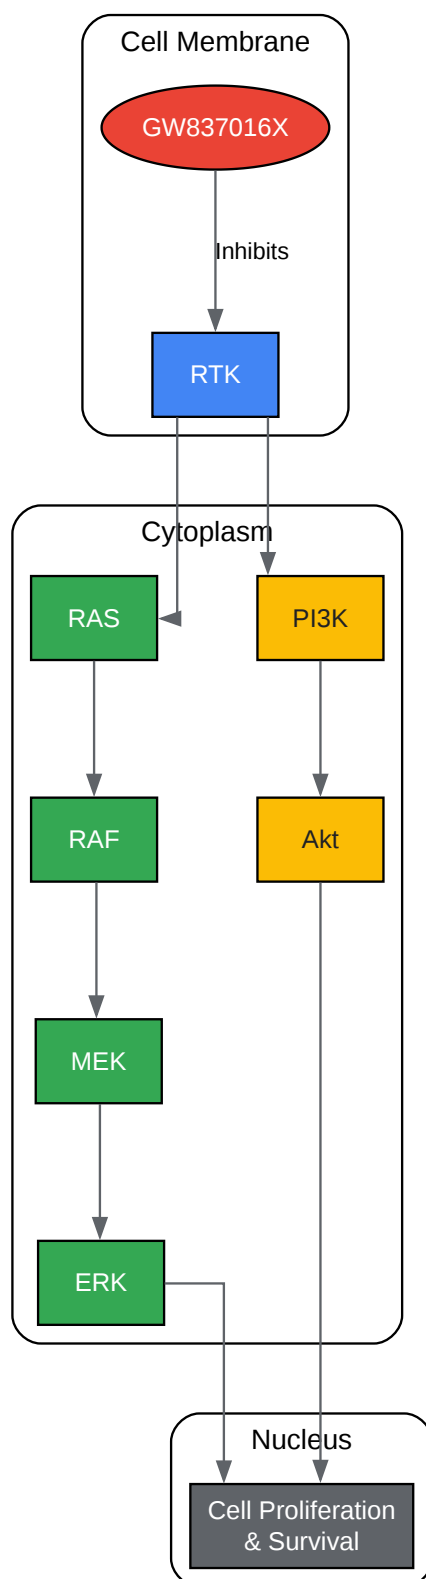 Cell Membrane
GW837016X
Inhibits
RTK
Cytoplasm
RAS
PI3K
RAF
Akt
MEK
ERK
Nucleus
Cell Proliferation
& Survival